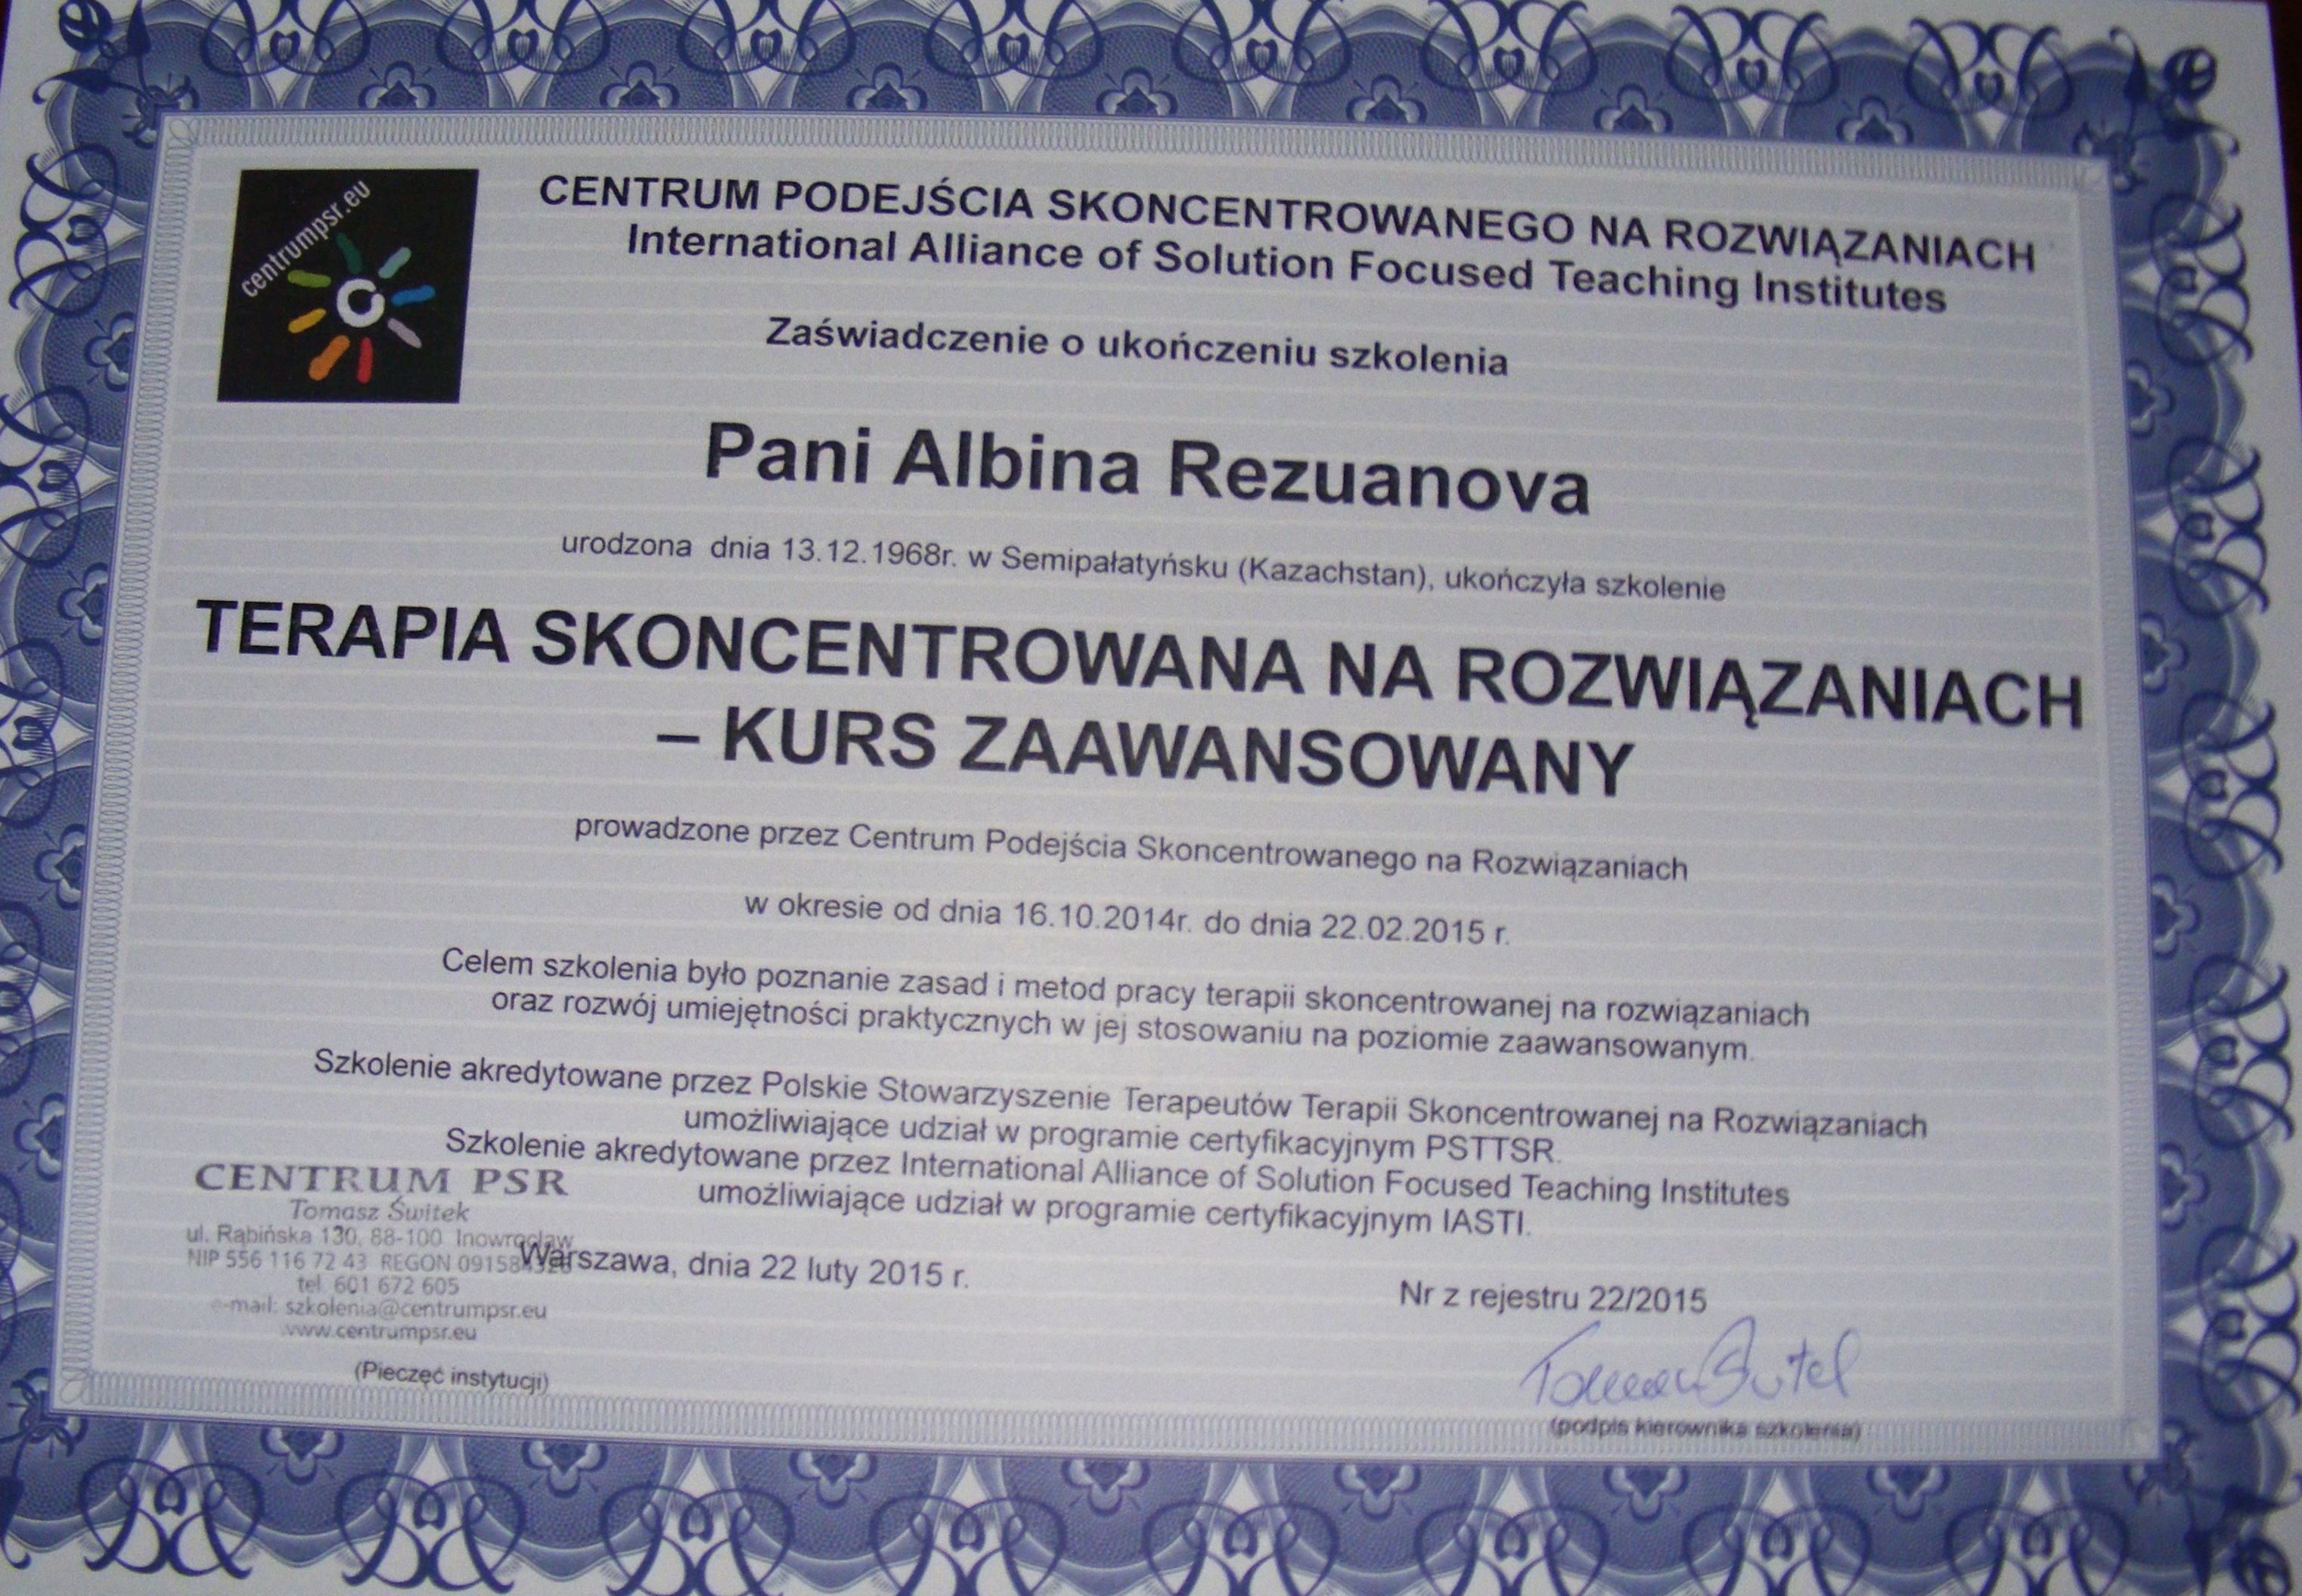 centrumpsr.eu
CENTRUM PODEJŚCIA SKONCENTROWANEGO NA ROZWIĄZANIACH
International Alliance of Solution Focused Teaching Institutes
Zaświadczenie o ukończeniu szkolenia
Pani Albina Rezuanova
urodzona dnia 13.12.1968r. w Semipałatyńsku (Kazachstan), ukończyła szkolenie
TERAPIA SKONCENTROWANA NA ROZWIĄZANIACH
– KURS ZAAWANSOWANY
prowadzone przez Centrum Podejścia Skoncentrowanego na Rozwiązaniach
w okresie od dnia 16.10.2014r. do dnia 22.02.2015 r.
Celem szkolenia było poznanie zasad i metod pracy terapii skoncentrowanej na rozwiązaniach
oraz rozwój umiejętności praktycznych w jej stosowaniu na poziomie zaawansowanym.
Szkolenie akredytowane przez Polskie Stowarzyszenie Terapeutów Terapii Skoncentrowanej na Rozwiązaniach
umożliwiające udział w programie certyfikacyjnym PSTTSR.
Szkolenie akredytowane przez International Alliance of Solution Focused Teaching Institutes
umożliwiające udział w programie certyfikacyjnym IASTI.
CENTRUM PSR
Tomasz Świtek
ul. Rąbińska 130, 88-100 Inowrocław
NIP 556 116 72 43 REGON
tel. 601 672 605
e-mail: szkolenia@centrumpsr.eu
www.centrumpsr.eu
(Pieczęć instytucji)
Warszawa, dnia 22 luty 2015 r.
Nr z rejestru 22/2015
(podpis kierownika szkolenia)